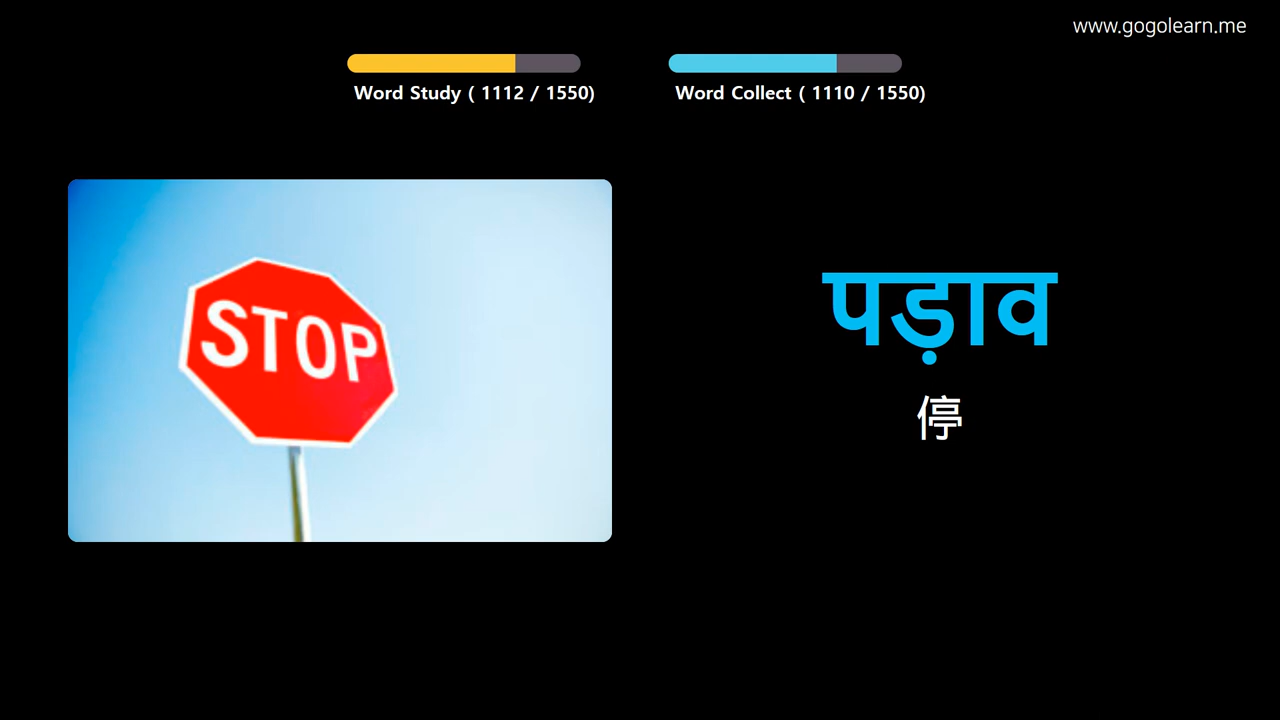 www.gogolearn.me
Word Study ( 1112 / 1550)
Word Collect ( 1110 / 1550)
STOP
पड़ाव
停